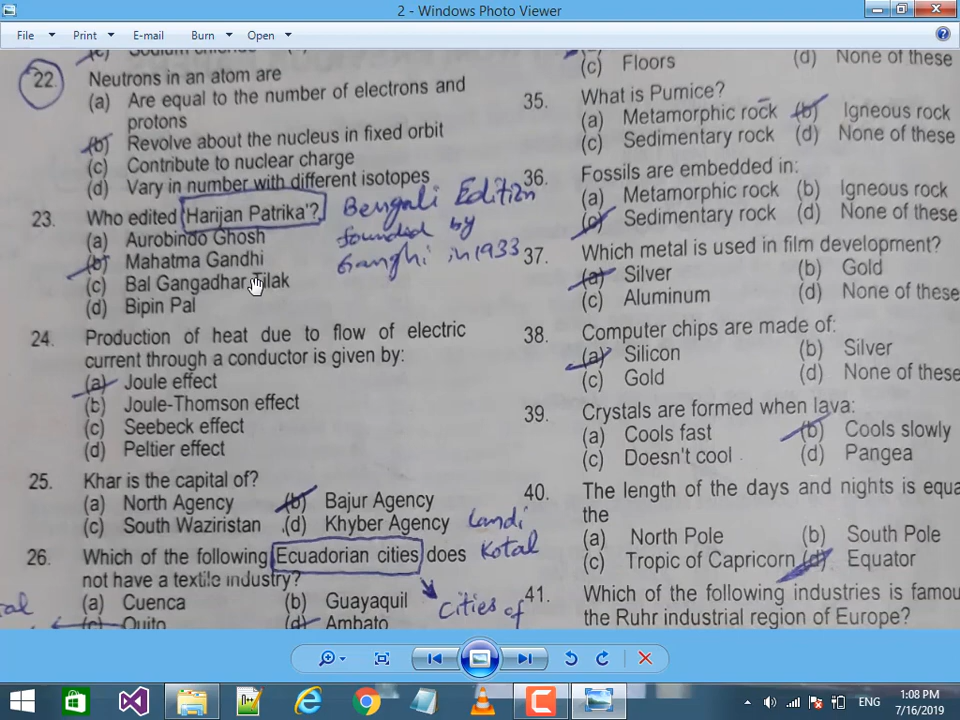 2 - Windows Photo Viewer
File Print E-mail Burn Open
(c) Sodium chloride
22. Neutrons in an atom are
(a) Are equal to the number of electrons and
protons
(b) Revolve about the nucleus in fixed orbit
(c) Contribute to nuclear charge
(d) Vary in number with different isotopes
23. Who edited Harijan Patrika'?
(a) Aurobindo Ghosh
(b) Mahatma Gandhi
(c) Bal Gangadhar Tilak
(d) Bipin Pal
Bengali Edition
founded by
Ganghi in 1933
24. Production of heat due to flow of electric
current through a conductor is given by:
(a) Joule effect
(b) Joule-Thomson effect
(c) Seebeck effect
(d) Peltier effect
25. Khar is the capital of?
(a) North Agency (b) Bajur Agency
(c) South Waziristan (d) Khyber Agency
Landi
Kotal
26. Which of the following Ecuadorian cities does
not have a textile industry?
(a) Cuenca (b) Guayaquil
(c) Quito (d) Ambato
Cities of
(c) Floors (d) None of these
35. What is Pumice?
(a) Metamorphic rock (b) Igneous rock
(c) Sedimentary rock (d) None of these
36. Fossils are embedded in:
(a) Metamorphic rock (b) Igneous rock
(c) Sedimentary rock (d) None of these
37. Which metal is used in film development?
(a) Silver (b) Gold
(c) Aluminum (d) None of these
38. Computer chips are made of:
(a) Silicon (b) Silver
(c) Gold (d) None of these
39. Crystals are formed when lava:
(a) Cools fast (b) Cools slowly
(c) Doesn't cool (d) Pangea
40. The length of the days and nights is equa
the
(a) North Pole (b) South Pole
(c) Tropic of Capricorn (d) Equator
41. Which of the following industries is famou
the Ruhr industrial region of Europe?
ENG
1:08 PM
7/16/2019